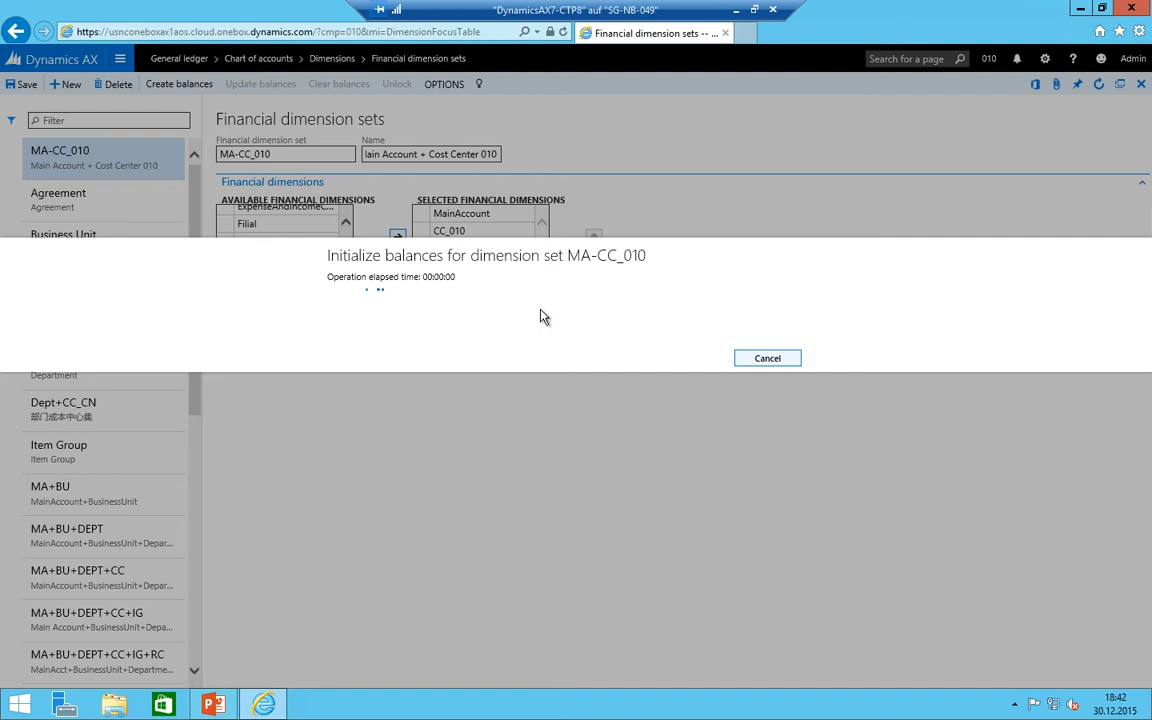 "DynamicsAX7-CTP8" auf "SG-NB-049"
https://usnconeboxax1aos.cloud.onebox.dynamics.com/?cmp=010&mi=DimensionFocusTable
Financial dimension sets -- ...
Dynamics AX
General ledger > Chart of accounts > Dimensions > Financial dimension sets
Search for a page
010
? Admin
Save + New Delete Create balances Update balances Clear balances Unlock OPTIONS
Filter
Financial dimension sets
MA-CC_010
Main Account + Cost Center 010
Financial dimension set Name
MA-CC_010 lain Account + Cost Center 010
Financial dimensions
Agreement
Agreement
AVAILABLE FINANCIAL DIMENSIONS SELECTED FINANCIAL DIMENSIONS
ExpenseAndIncomeC... MainAccount
Filial CC_010
Business Unit
Initialize balances for dimension set MA-CC_010
Operation elapsed time: 00:00:00
Cancel
Department
Dept+CC_CN
部门成本中心集
Item Group
Item Group
MA+BU
MainAccount+BusinessUnit
MA+BU+DEPT
MainAccount+BusinessUnit+Depar...
MA+BU+DEPT+CC
MainAccount+BusinessUnit+Depar...
MA+BU+DEPT+CC+IG
Main Account+BusinessUnit+Depa...
MA+BU+DEPT+CC+IG+RC
MainAcct+BusinessUnit+Departme...
18:42
30.12.2015